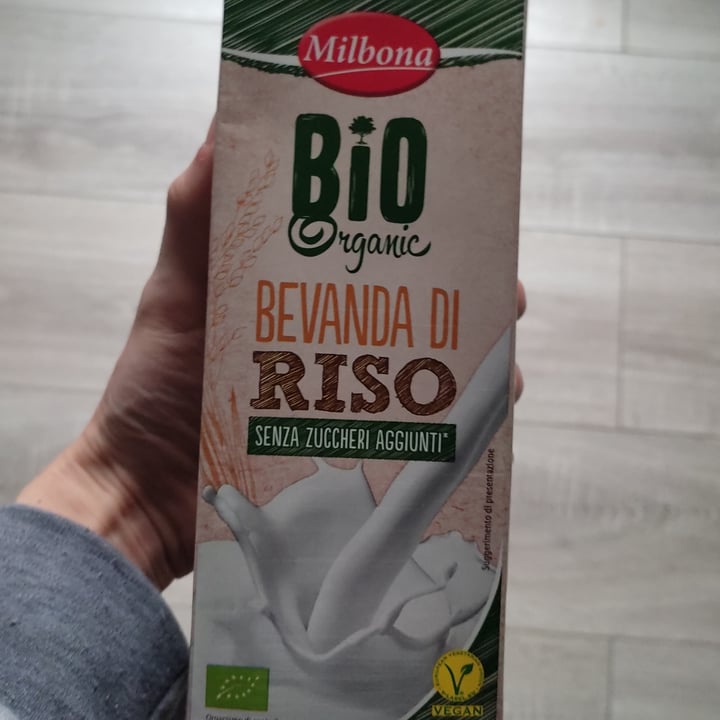 Milbona
BiO
Organic
BEVANDA DI
RISO
SENZA ZUCCHERI AGGIUNTI*
Suggerimento di presentazione
VEGAN